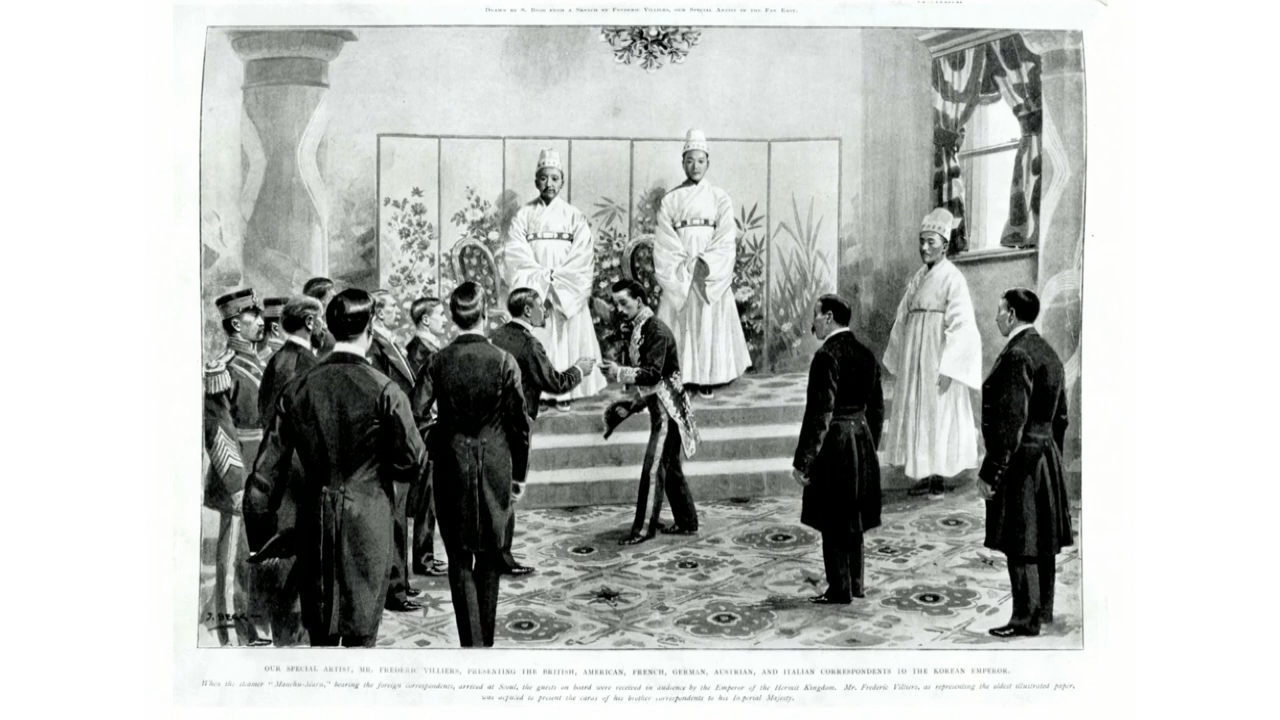 DRAWN BY S. BEGG FROM A SKETCH BY FREDERIC VILLIERS, OUR SPECIAL ARTIST IN THE FAR EAST.
S. BEGG
OUR SPECIAL ARTIST, MR. FREDERIC VILLIERS, PRESENTING THE BRITISH, AMERICAN, FRENCH, GERMAN, AUSTRIAN, AND ITALIAN CORRESPONDENTS TO THE KOREAN EMPEROR.
When the steamer "Manchu-Maru," bearing the foreign correspondents, arrived at Seoul, the guests on board were received in audience by the Emperor of the Hermit Kingdom. Mr. Frederic Villiers, as representing the oldest illustrated paper,
was deputed to present the cards of his brother correspondents to his Imperial Majesty.